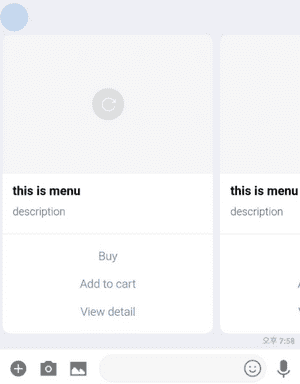 this is menu
description
Buy
Add to cart
View detail
this is menu
description
오후 7:58